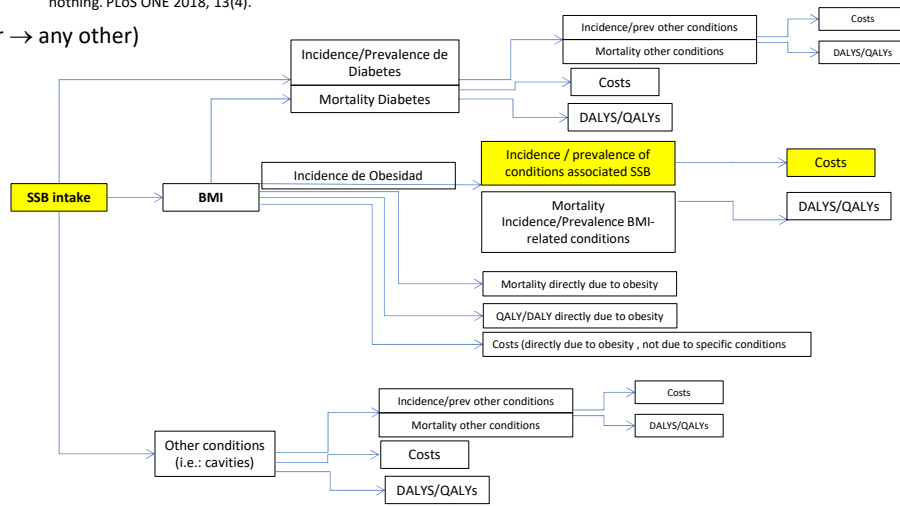 nothing. PLoS ONE 2018, 13(4).
→ any other)
Incidence/Prevalence de
Diabetes
Mortality Diabetes
Incidence/prev other conditions
Mortality other conditions
Costs
DALYS/QALYs
Costs
DALYS/QALYs
SSB intake
BMI
Incidence de Obesidad
Incidence / prevalence of
conditions associated SSB
Costs
Mortality
Incidence/Prevalence BMI-
related conditions
DALYS/QALYs
Mortality directly due to obesity
QALY/DALY directly due to obesity
Costs (directly due to obesity , not due to specific conditions
Other conditions
(i.e.: cavities)
Incidence/prev other conditions
Mortality other conditions
Costs
DALYS/QALYs
Costs
DALYS/QALYs